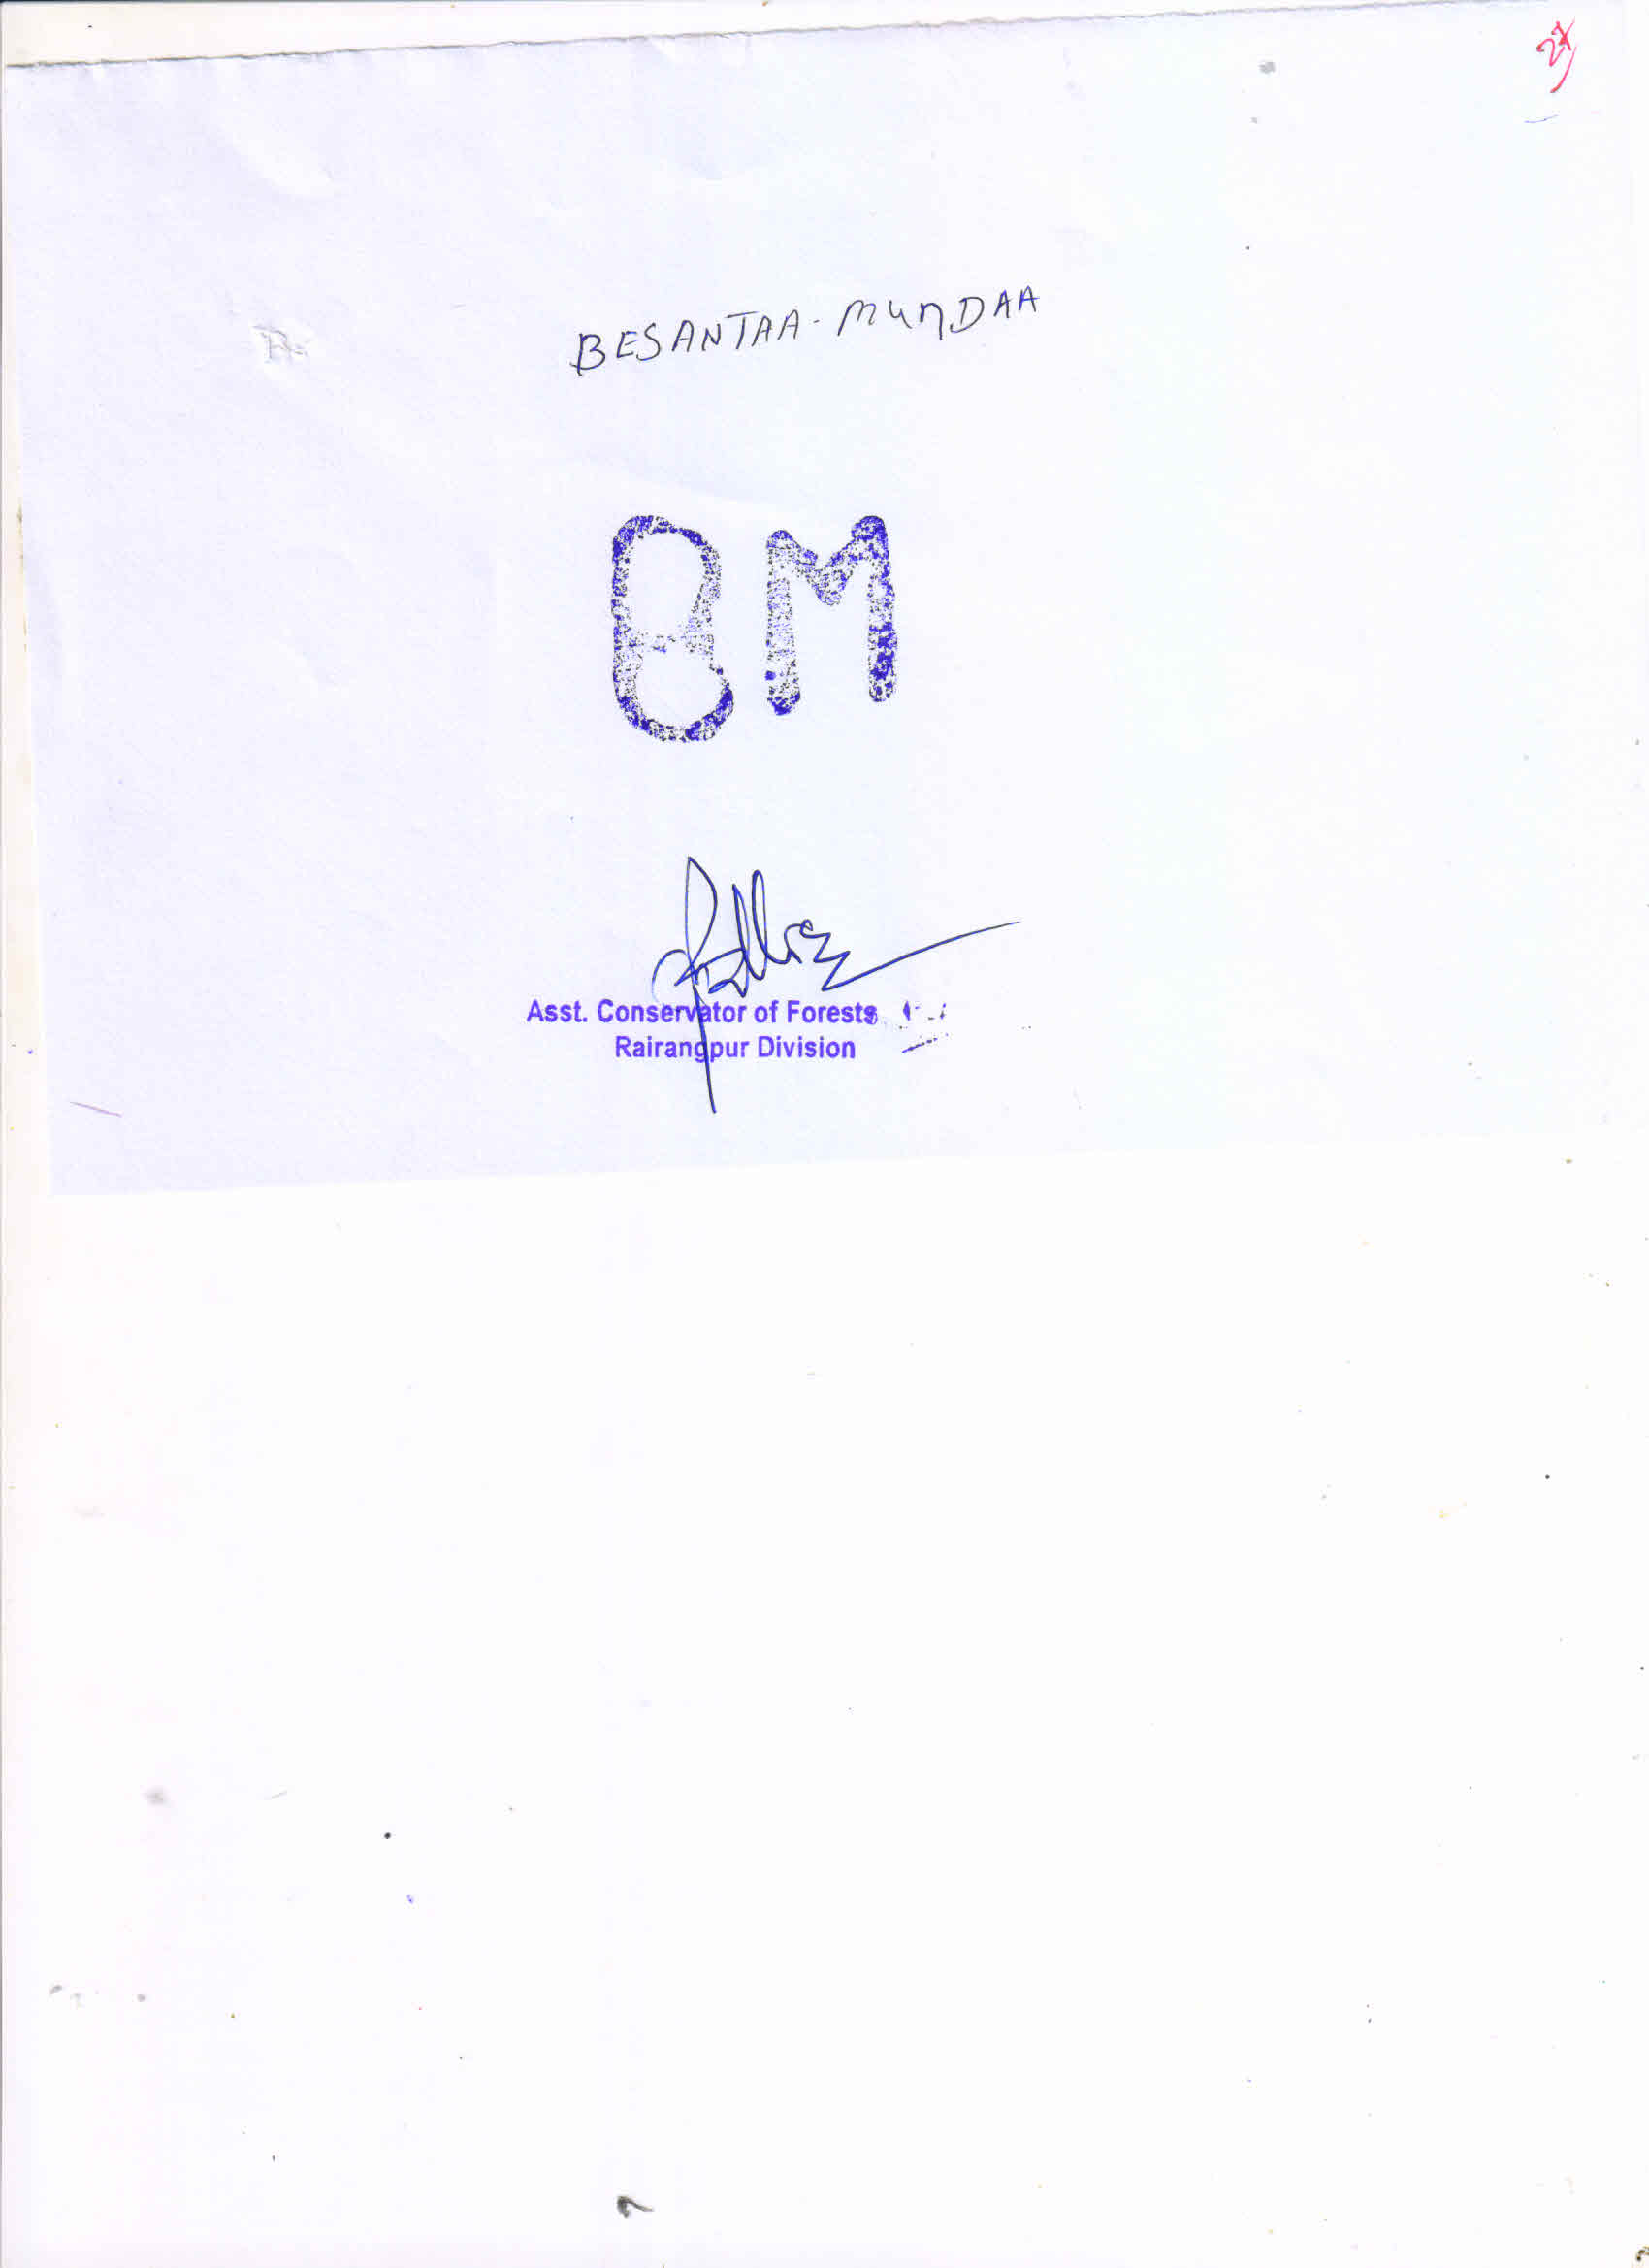 BESANTAA - MUNDAA
BM
Asst. Conservator of Forests
Rairangpur Division